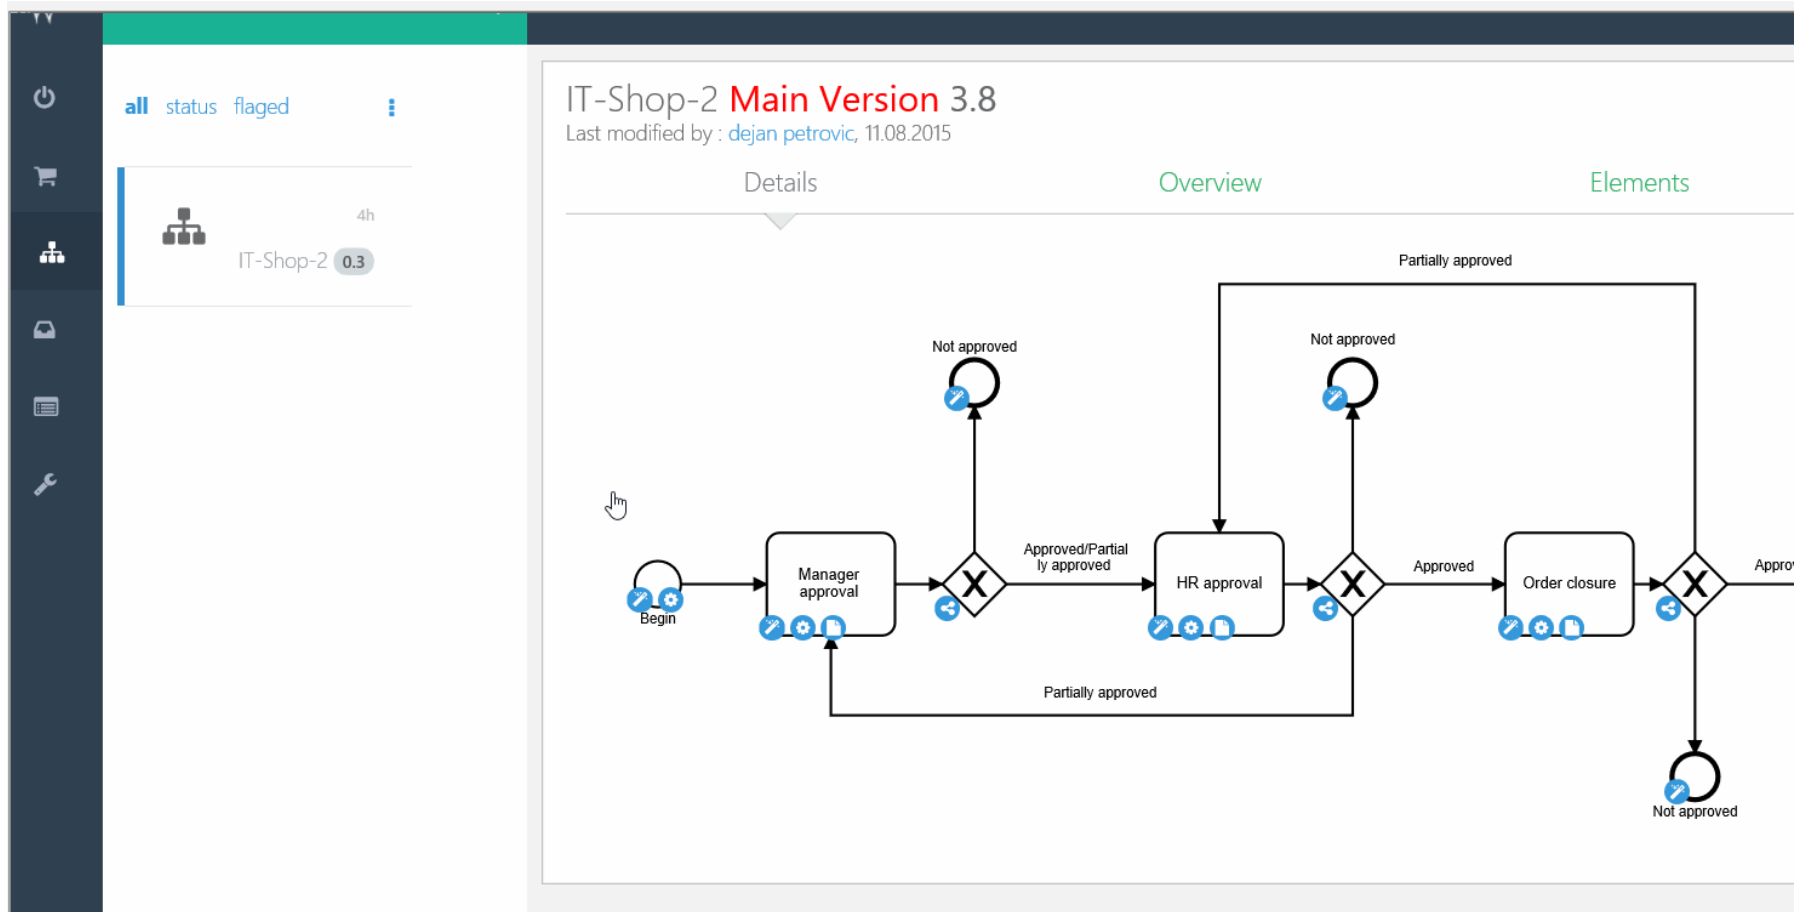 all status flaged
4h
IT-Shop-2 0.3
IT-Shop-2 Main Version 3.8
Last modified by : dejan petrovic, 11.08.2015
Details Overview Elements
Partially approved
Not approved
Not approved
Begin
Manager
approval
X
Approved/Partial
ly approved
HR approval
X
Approved
Order closure
X
Partially approved
Not approved